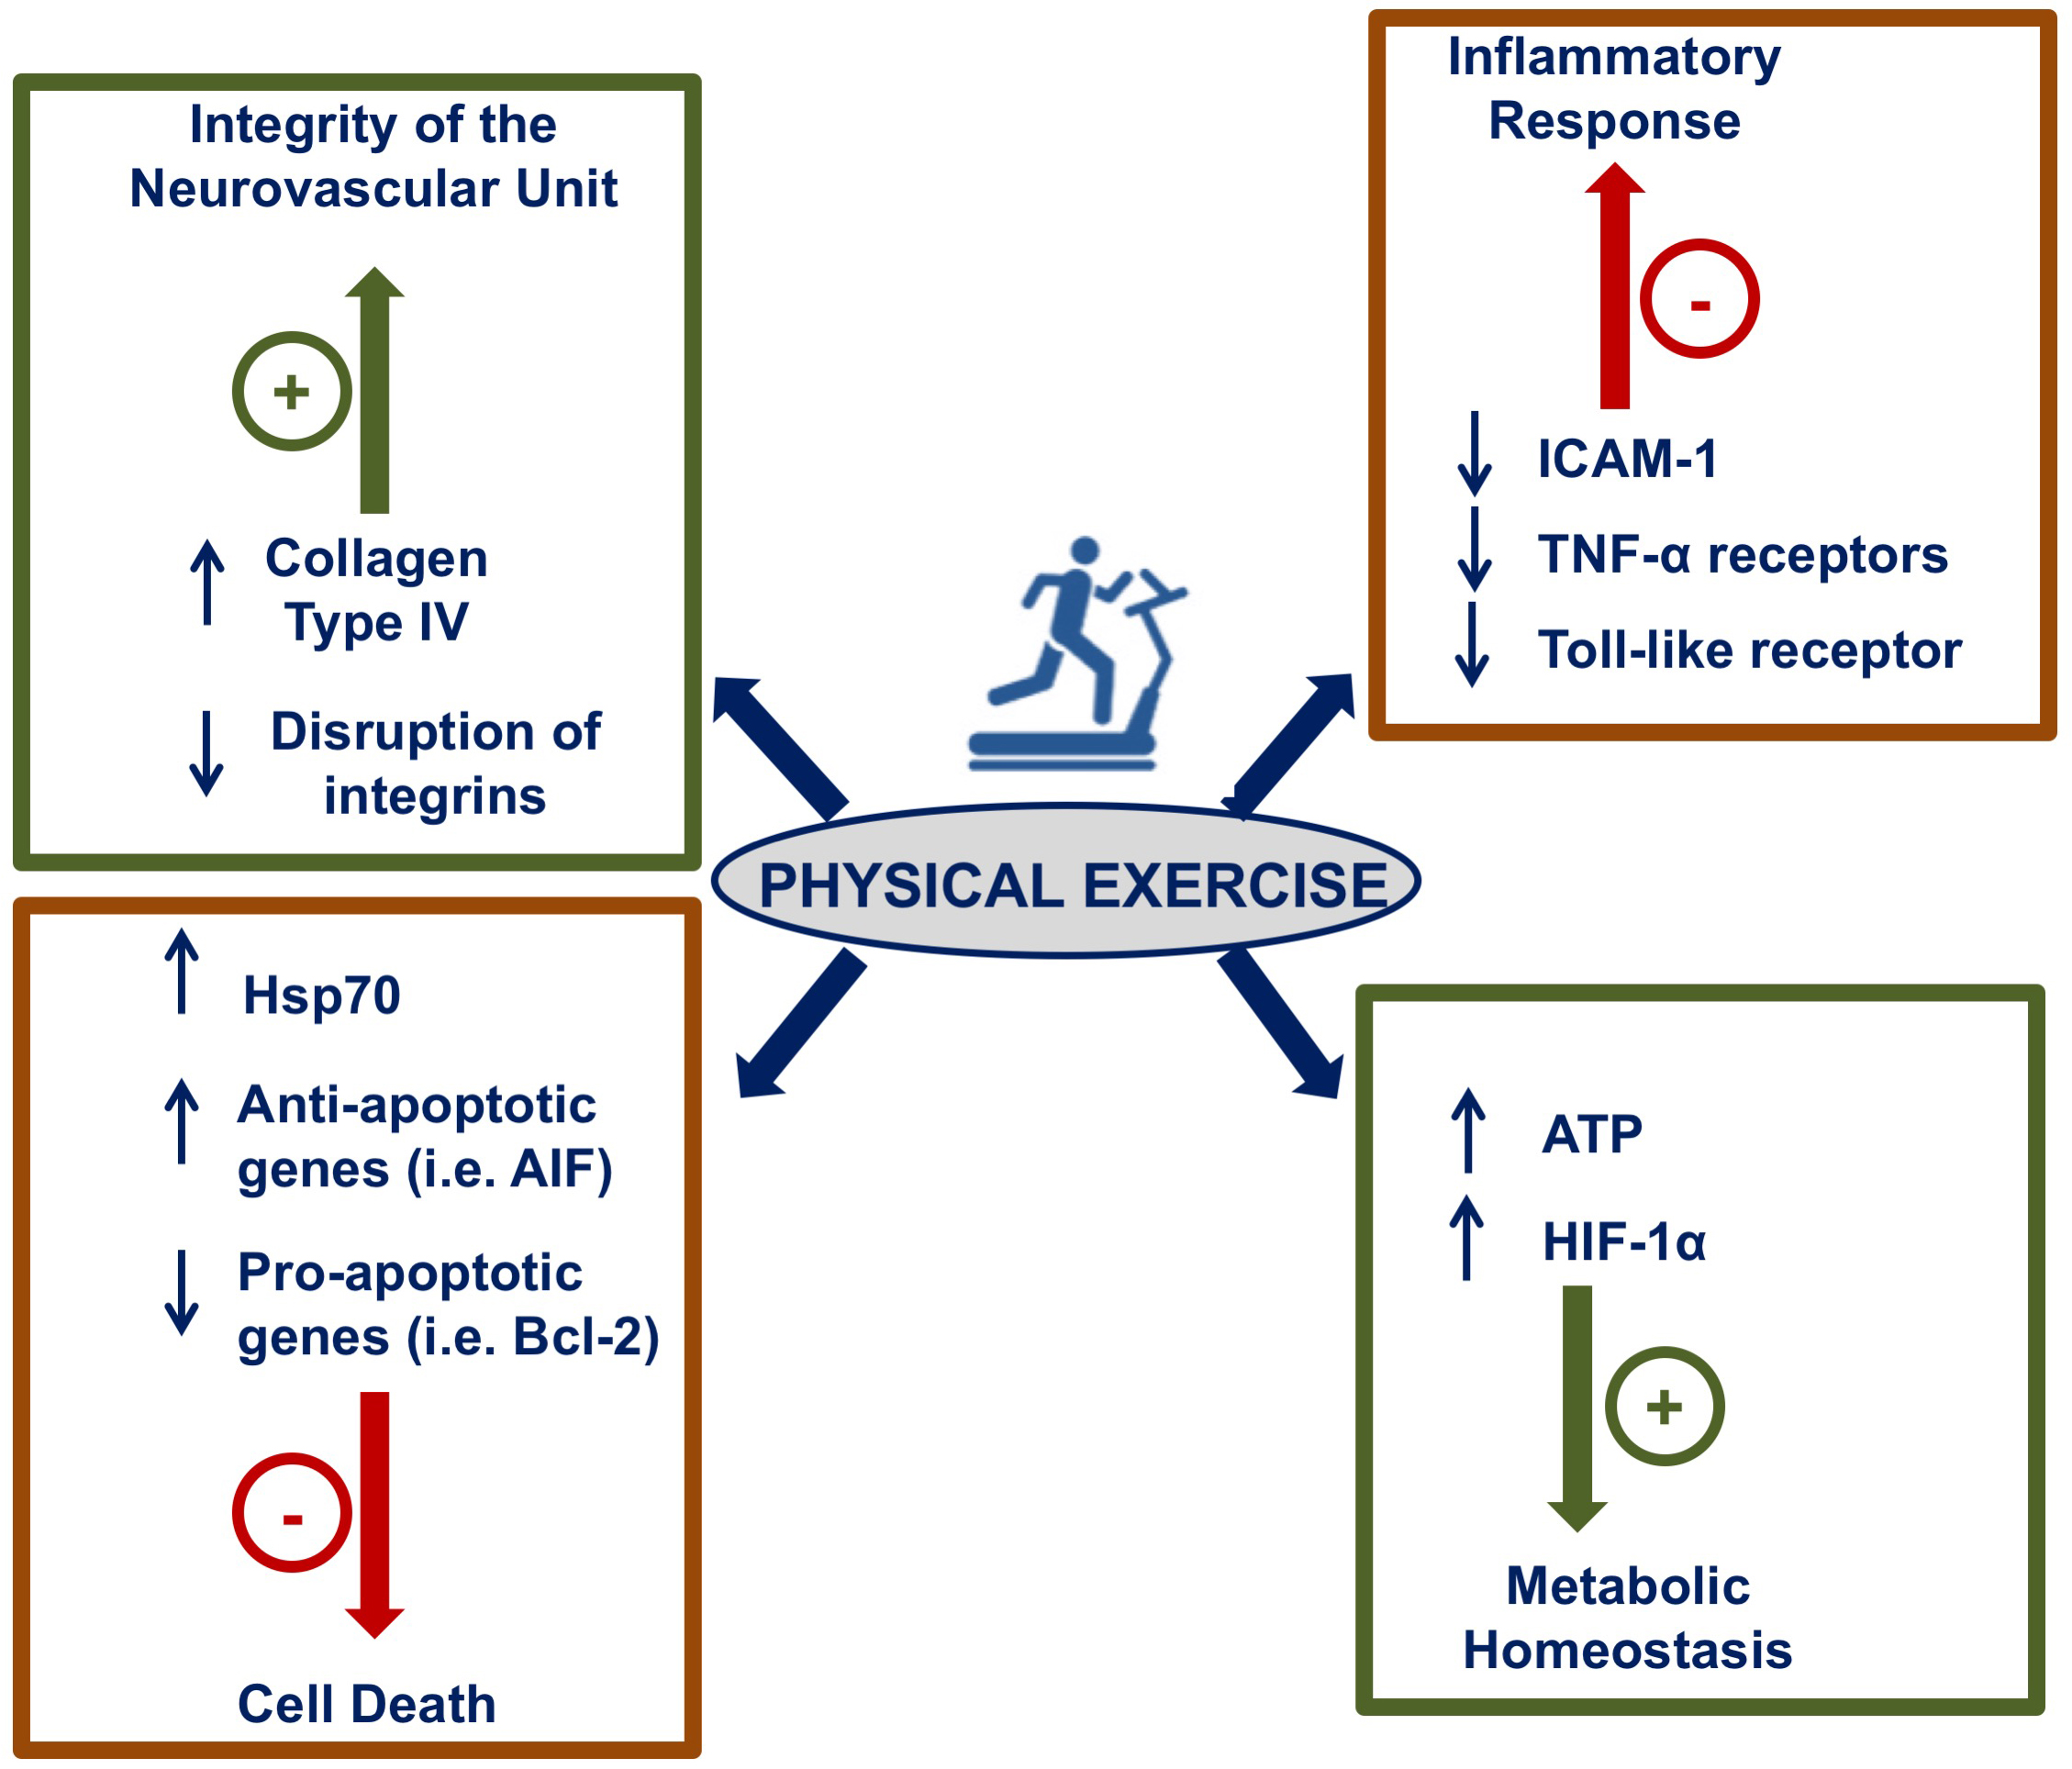 Integrity of the
Neurovascular Unit
+
Collagen
Type IV
Disruption of
integrins
Inflammatory
Response
-
ICAM-1
TNF-α receptors
Toll-like receptor
PHYSICAL EXERCISE
Hsp70
Anti-apoptotic
genes (i.e. AIF)
Pro-apoptotic
genes (i.e. Bcl-2)
-
Cell Death
ATP
HIF-1α
+
Metabolic
Homeostasis